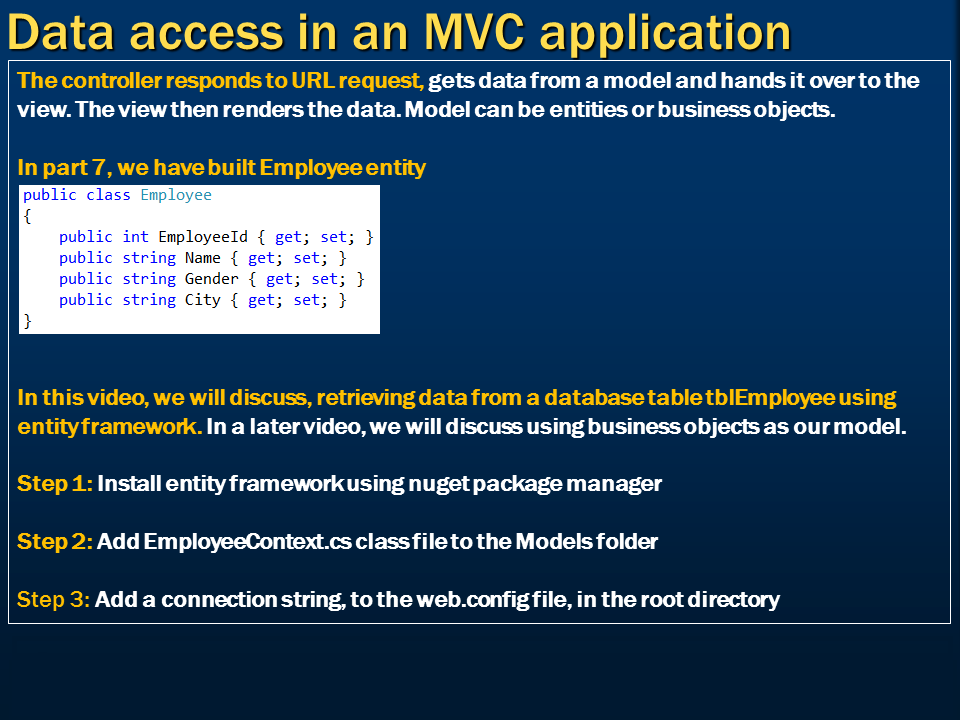 Data access in an MVC application
The controller responds to URL request, gets data from a model and hands it over to the
view. The view then renders the data. Model can be entities or business objects.
In part 7, we have built Employee entity
public class Employee
{
    public int EmployeeId { get; set; }
    public string Name { get; set; }
    public string Gender { get; set; }
    public string City { get; set; }
}
In this video, we will discuss, retrieving data from a database table tblEmployee using
entity framework. In a later video, we will discuss using business objects as our model.
Step 1: Install entity framework using nuget package manager
Step 2: Add EmployeeContext.cs class file to the Models folder
Step 3: Add a connection string, to the web.config file, in the root directory